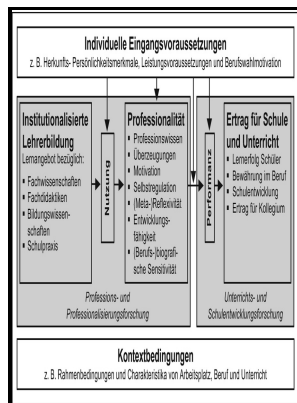 Individuelle Eingangsvoraussetzungen
z. B. Herkunfts- Persönlichkeitsmerkmale, Leistungsvoraussetzungen und Berufswahlmotivation
Institutionalisierte
Lehrerbildung
Lernangebot bezüglich:
• Fachwissenschaften
• Fachdidaktiken
• Bildungswissen-
schaften
• Schulpraxis
Nutzung
Professionalität
• Professionswissen
• Überzeugungen
• Motivation
• Selbstregulation
• (Meta-)Reflexivität
• Entwicklungs-
fähigkeit
• (Berufs-)biografi-
sche Sensitivität
Performanz
Ertrag für Schule
und Unterricht
• Lernerfolg Schüler
• Bewährung im Beruf
• Schulentwicklung
• Ertrag für Kollegium
Professions- und
Professionalisierungsforschung
Unterrichts- und
Schulentwicklungsforschung
Kontextbedingungen
z. B. Rahmenbedingungen und Charakteristika von Arbeitsplatz, Beruf und Unterricht